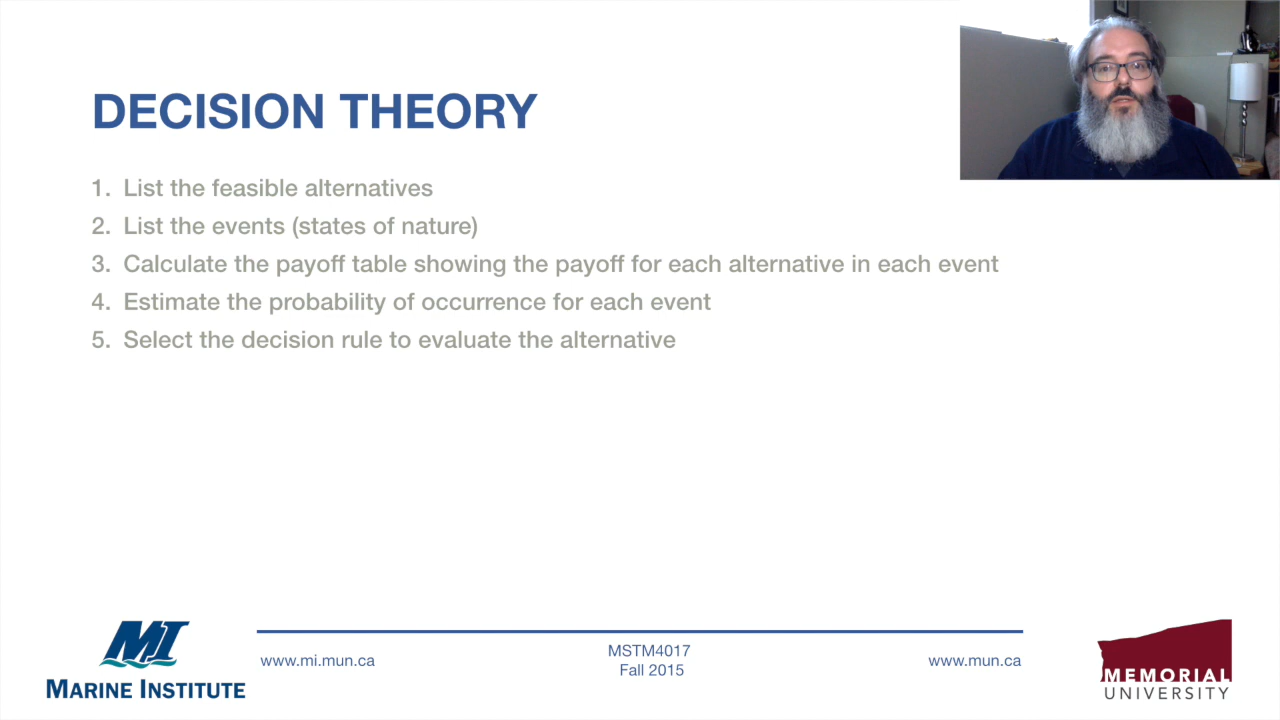 DECISION THEORY
1. List the feasible alternatives
2. List the events (states of nature)
3. Calculate the payoff table showing the payoff for each alternative in each event
4. Estimate the probability of occurrence for each event
5. Select the decision rule to evaluate the alternative
MI
MARINE INSTITUTE
www.mi.mun.ca
MSTM4017
Fall 2015
www.mun.ca
MEMORIAL
UNIVERSITY